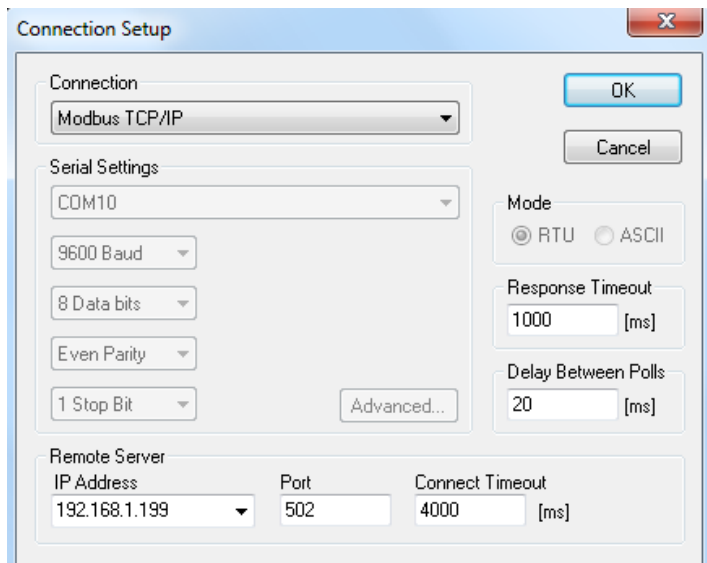 Connection Setup
Connection
OK
Modbus TCP/IP
Cancel
Serial Settings
COM10
Mode
RTU ASCII
9600 Baud
Response Timeout
8 Data bits
1000 [ms]
Even Parity
Delay Between Polls
1 Stop Bit Advanced... 20 [ms]
Remote Server
IP Address Port Connect Timeout
192.168.1.199 502 4000 [ms]